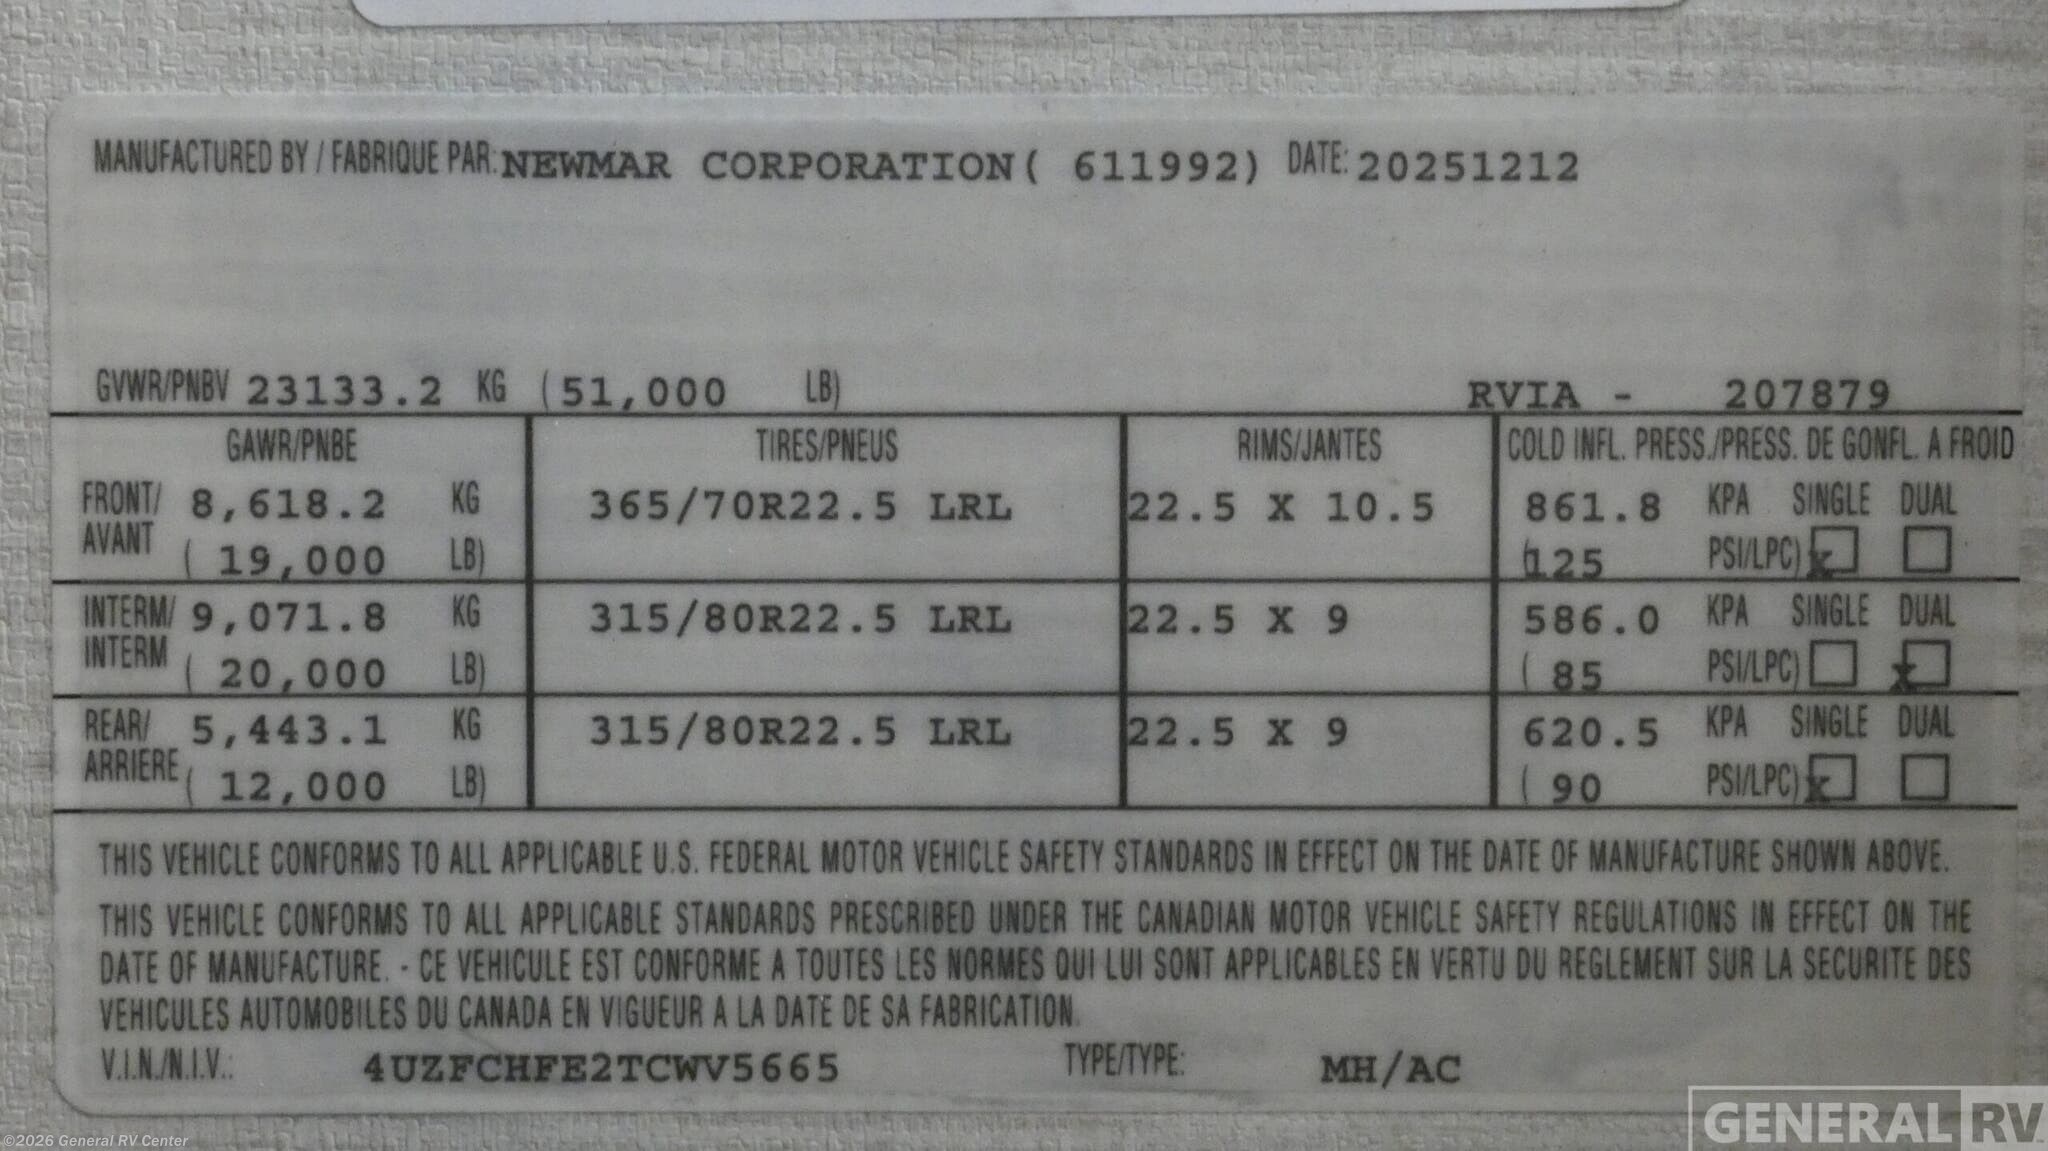 MANUFACTURED BY / FABRIQUE PAR: NEWMAR CORPORATION( 611992) DATE: 20251212
GVWR/PNBV 23133.2 KG (51,000 LB) RVIA - 207879
GAWR/PNBE TIRES/PNEUS RIMS/JANTES COLD INFL. PRESS./PRESS. DE GONFL. A FROID
FRONT/ 8,618.2 KG 365/70R22.5 LRL 22.5 X 10.5 861.8 KPA SINGLE DUAL
AVANT ( 19,000 LB) (125 PSI/LPC) X
INTERM/ 9,071.8 KG 315/80R22.5 LRL 22.5 X 9 586.0 KPA SINGLE DUAL
INTERM ( 20,000 LB) ( 85 PSI/LPC) X
REAR/ 5,443.1 KG 315/80R22.5 LRL 22.5 X 9 620.5 KPA SINGLE DUAL
ARRIERE ( 12,000 LB) ( 90 PSI/LPC) X
THIS VEHICLE CONFORMS TO ALL APPLICABLE U.S. FEDERAL MOTOR VEHICLE SAFETY STANDARDS IN EFFECT ON THE DATE OF MANUFACTURE SHOWN ABOVE.
THIS VEHICLE CONFORMS TO ALL APPLICABLE STANDARDS PRESCRIBED UNDER THE CANADIAN MOTOR VEHICLE SAFETY REGULATIONS IN EFFECT ON THE
DATE OF MANUFACTURE. - CE VEHICULE EST CONFORME A TOUTES LES NORMES QUI LUI SONT APPLICABLES EN VERTU DU REGLEMENT SUR LA SECURITE DES
VEHICULES AUTOMOBILES DU CANADA EN VIGUEUR A LA DATE DE SA FABRICATION.
V.I.N./N.I.V.: 4UZFCHFE2TCWV5665 TYPE/TYPE: MH/AC
©2026 General RV Center
GENERAL RV